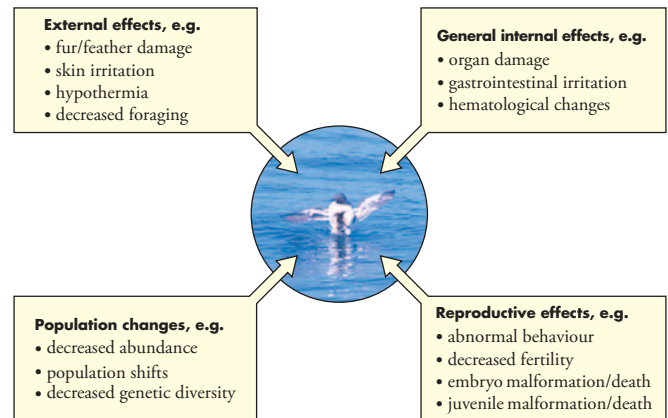 External effects, e.g.
• fur/feather damage
• skin irritation
• hypothermia
• decreased foraging
General internal effects, e.g.
• organ damage
• gastrointestinal irritation
• hematological changes
Population changes, e.g.
• decreased abundance
• population shifts
• decreased genetic diversity
Reproductive effects, e.g.
• abnormal behaviour
• decreased fertility
• embryo malformation/death
• juvenile malformation/death